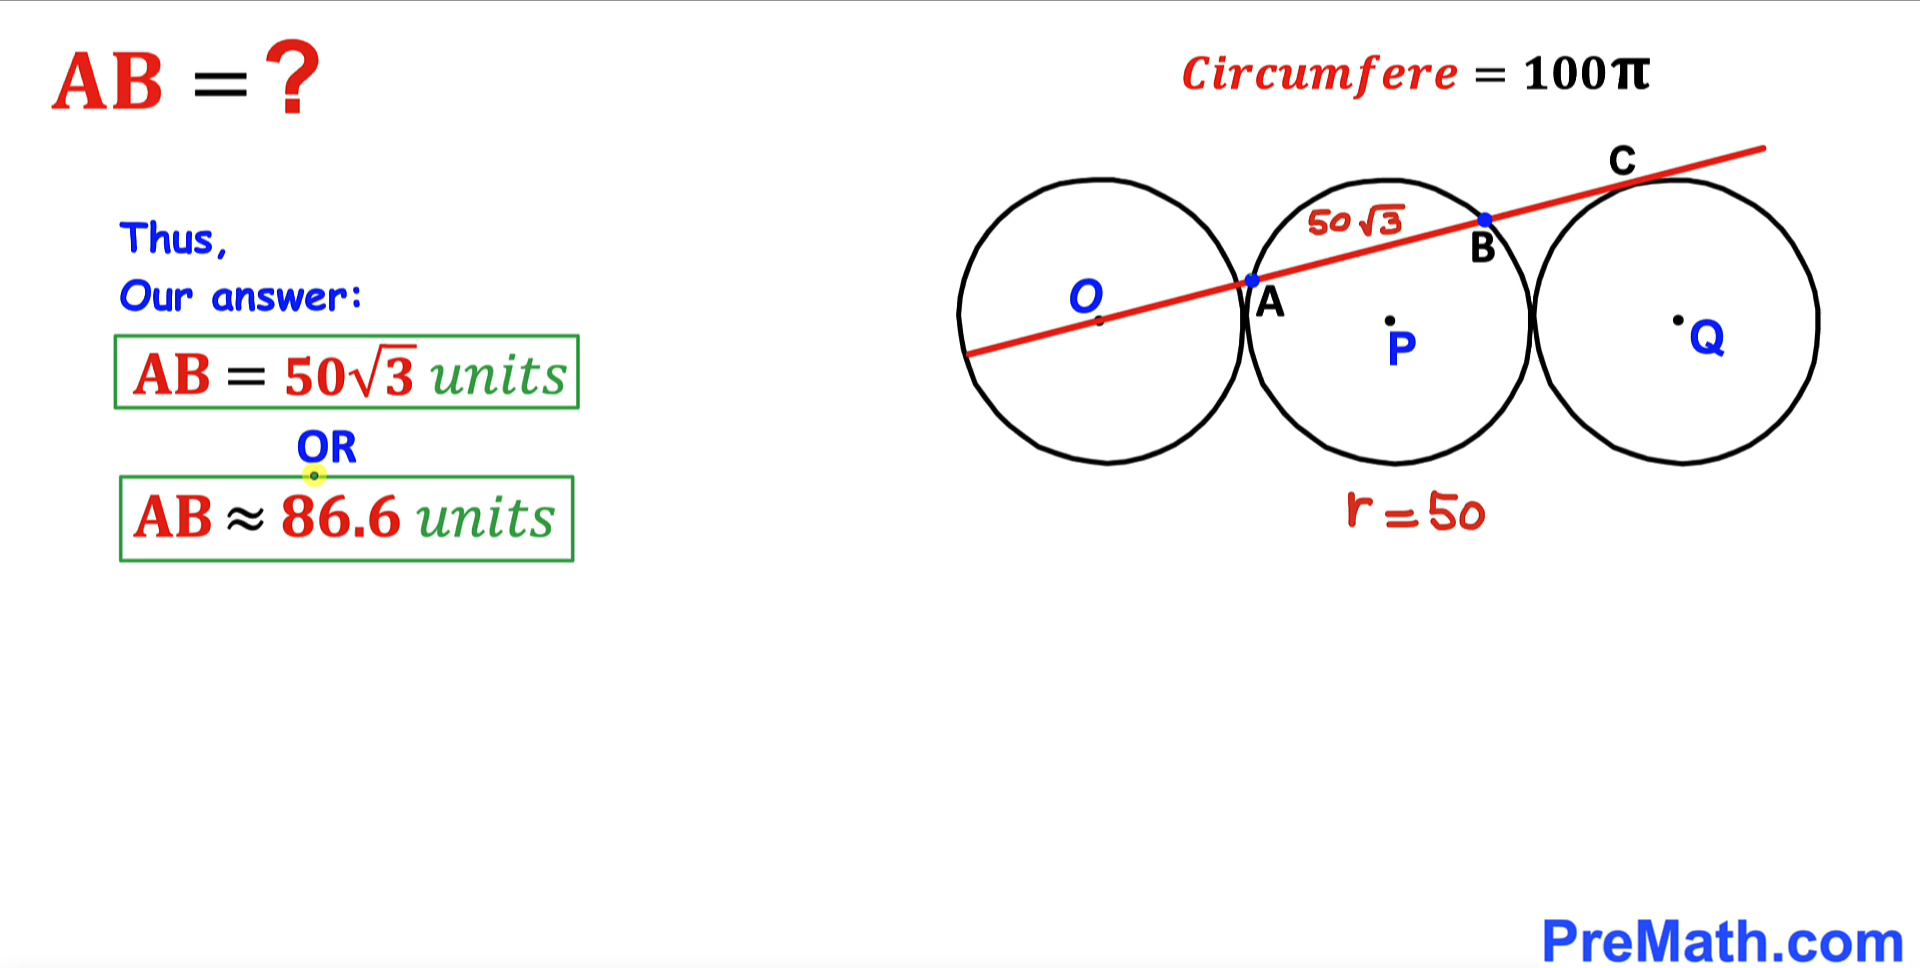 AB = ?
Circumfere = 100π
Thus,
Our answer:
AB = 50√3 units
OR
AB ≈ 86.6 units
C
50√3
B
O
A
P
Q
r = 50
PreMath.com